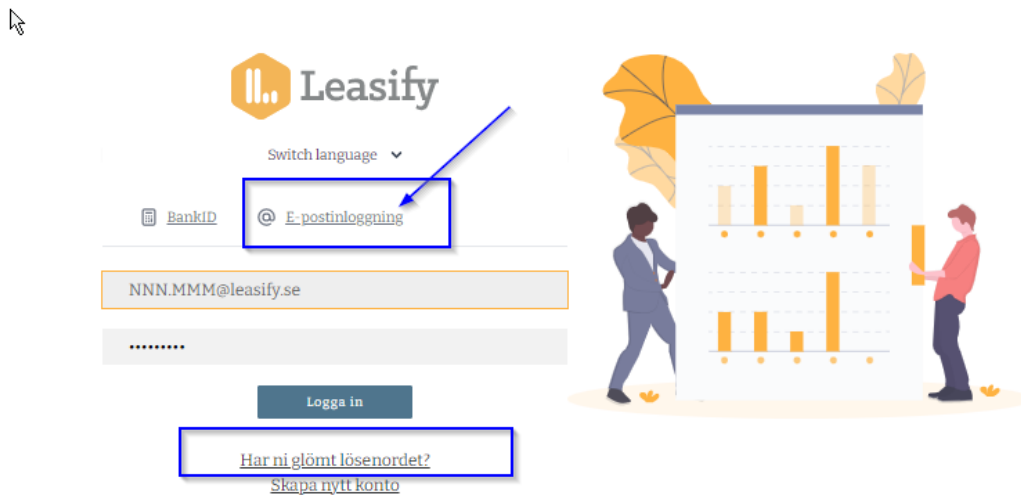 Leasify
Switch language
BankID
E-postinloggning
NNN.MMM@leasify.se
•••••••••
Logga in
Har ni glömt lösenordet?
Skapa nytt konto